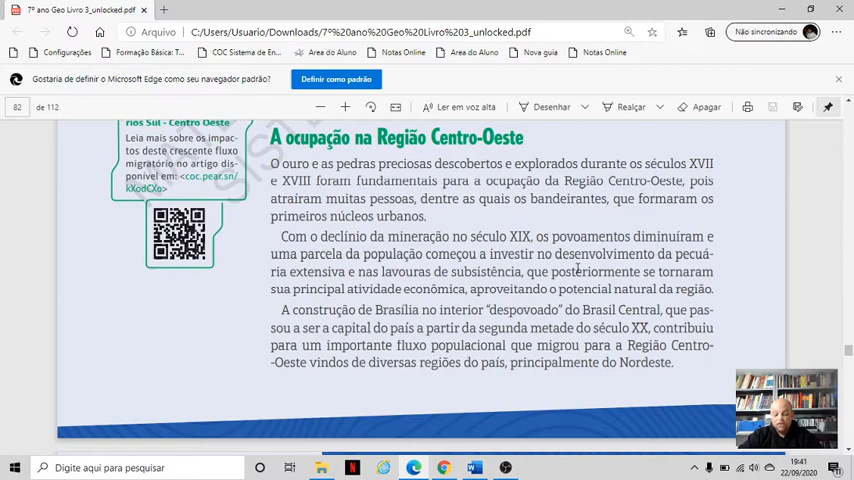 7º ano Geo Livro 3_unlocked.pdf
Arquivo
C:/Users/Usuario/Downloads/7º%20ano%20Geo%20Livro%203_unlocked.pdf
Não sincronizando
Configurações
Formação Básica: T...
COC Sistema de En...
Area do Aluno
Notas Online
Area do Aluno
Nova guia
Notas Online
Gostaria de definir o Microsoft Edge como seu navegador padrão?
Definir como padrão
82
de 112
Ler em voz alta
Desenhar
Realçar
Apagar
rios Sul - Centro Oeste
Leia mais sobre os impac-
tos deste crescente fluxo
migratório no artigo dis-
ponível em: <coc.pear.sn/
kXodCXo>
A ocupação na Região Centro-Oeste
O ouro e as pedras preciosas descobertos e explorados durante os séculos XVII
e XVIII foram fundamentais para a ocupação da Região Centro-Oeste, pois
atraíram muitas pessoas, dentre as quais os bandeirantes, que formaram os
primeiros núcleos urbanos.
Com o declínio da mineração no século XIX, os povoamentos diminuíram e
uma parcela da população começou a investir no desenvolvimento da pecuá-
ria extensiva e nas lavouras de subsistência, que posteriormente se tornaram
sua principal atividade econômica, aproveitando o potencial natural da região.
A construção de Brasília no interior "despovoado" do Brasil Central, que pas-
sou a ser a capital do país a partir da segunda metade do século XX, contribuiu
para um importante fluxo populacional que migrou para a Região Centro-
-Oeste vindos de diversas regiões do país, principalmente do Nordeste.
Digite aqui para pesquisar
19:41
22/09/2020